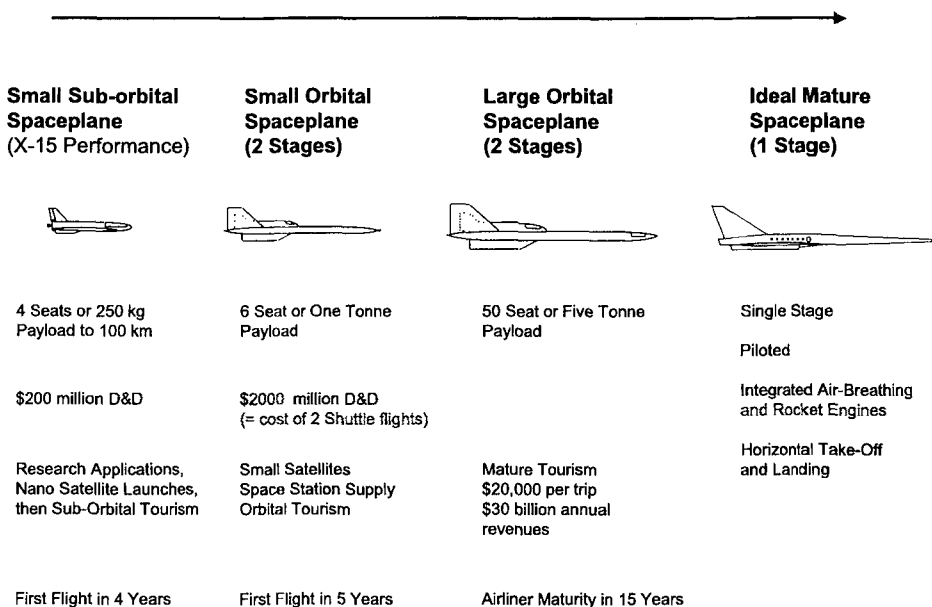 Small Sub-orbital
Spaceplane
(X-15 Performance)
Small Orbital
Spaceplane
(2 Stages)
Large Orbital
Spaceplane
(2 Stages)
Ideal Mature
Spaceplane
(1 Stage)
4 Seats or 250 kg
Payload to 100 km
6 Seat or One Tonne
Payload
50 Seat or Five Tonne
Payload
Single Stage
Piloted
Integrated Air-Breathing
and Rocket Engines
Horizontal Take-Off
and Landing
$200 million D&D
$2000 million D&D
(= cost of 2 Shuttle flights)
Research Applications,
Nano Satellite Launches,
then Sub-Orbital Tourism
Small Satellites
Space Station Supply
Orbital Tourism
Mature Tourism
$20,000 per trip
$30 billion annual
revenues
First Flight in 4 Years
First Flight in 5 Years
Airliner Maturity in 15 Years